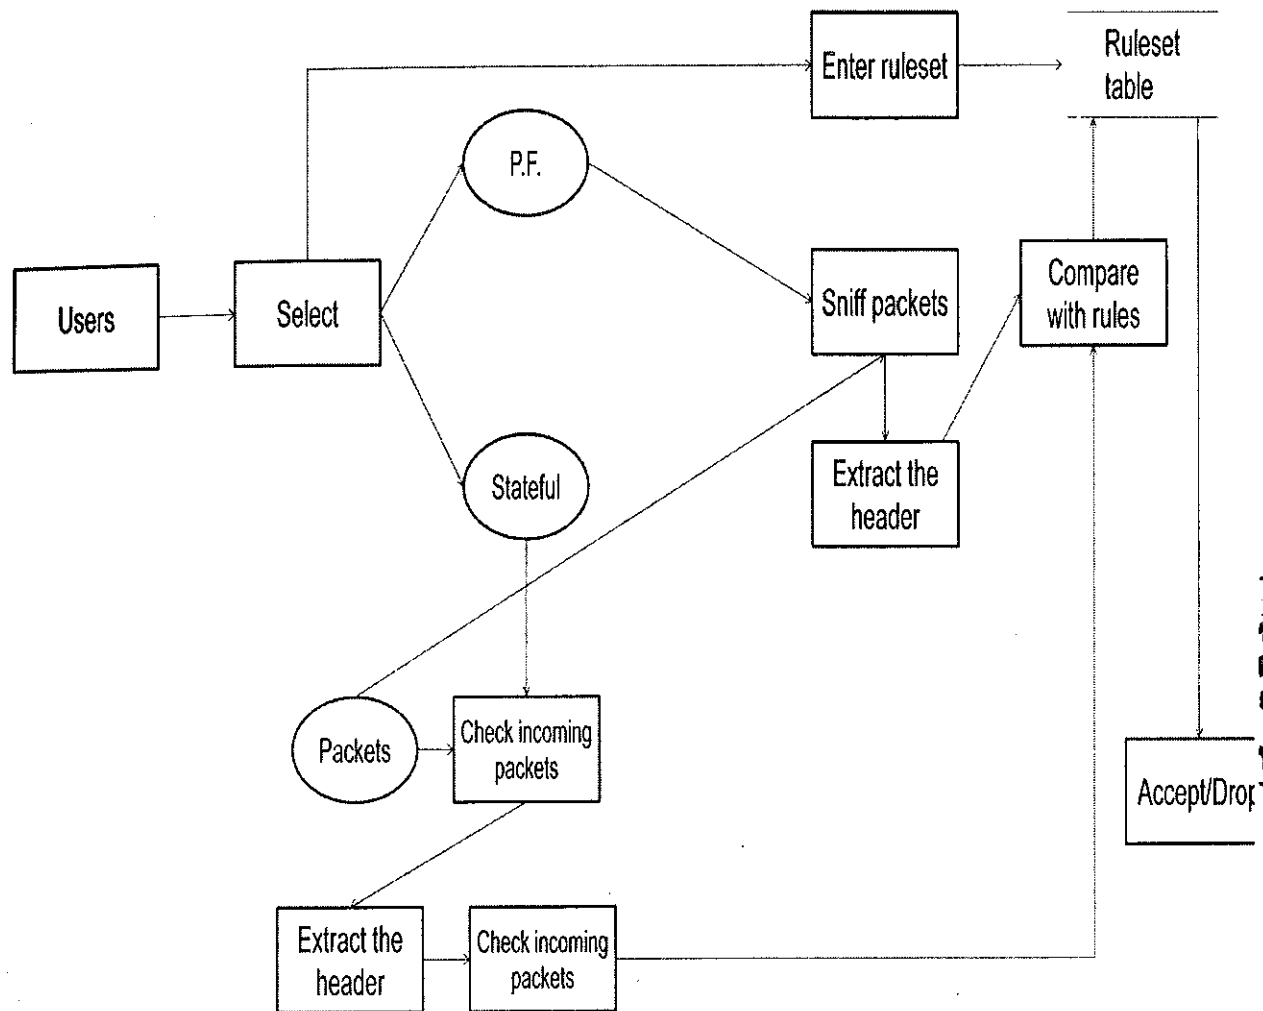 Enter ruleset
Ruleset
table
P.F.
Users
Select
Sniff packets
Compare
with rules
Extract the
header
Stateful
Packets
Check incoming
packets
Accept/Drop
Extract the
header
Check incoming
packets